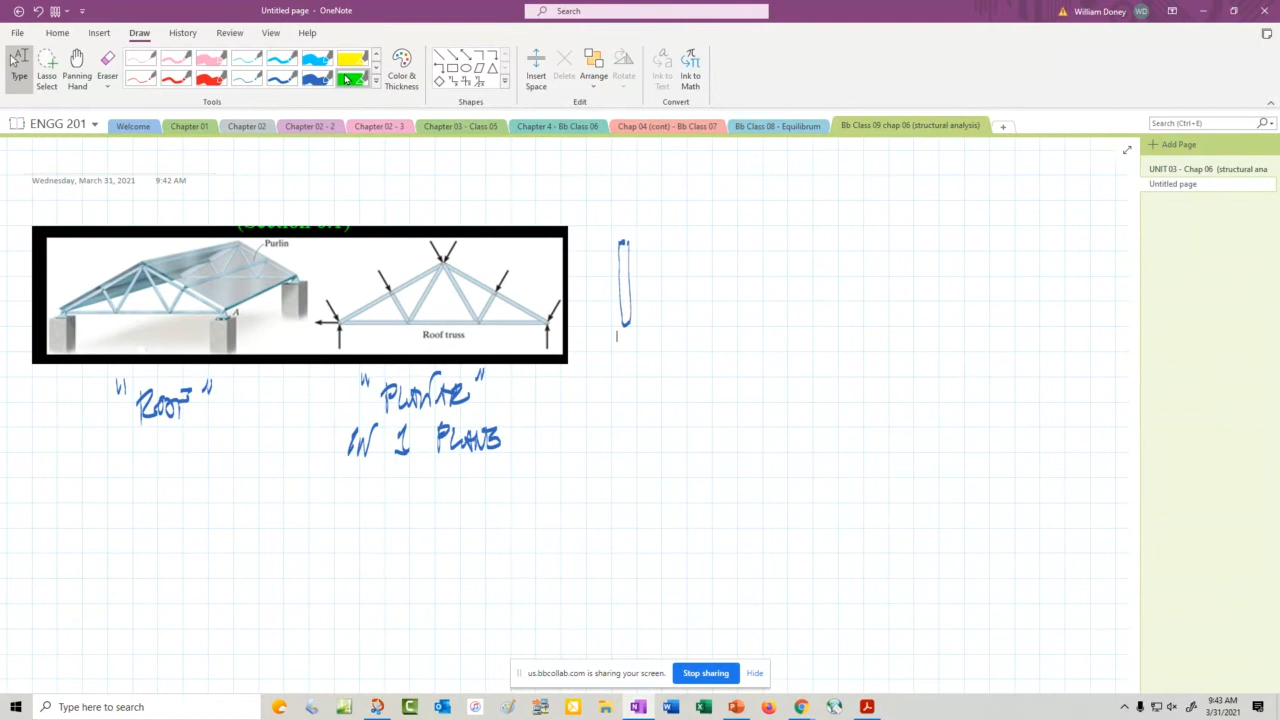 Untitled page - OneNote
Search
William Doney
WD
File
Home
Insert
Draw
History
Review
View
Help
Type
Lasso
Select
Panning
Hand
Eraser
Color &
Thickness
Insert
Space
Delete
Arrange
Rotate
Ink to
Text
Ink to
Math
Tools
Shapes
Edit
Convert
ENGG 201
Welcome
Chapter 01
Chapter 02
Chapter 02 - 2
Chapter 02 - 3
Chapter 03 - Class 05
Chapter 4 - Bb Class 06
Chap 04 (cont) - Bb Class 07
Bb Class 08 - Equilibrum
Bb Class 09 chap 06 (structural analysis)
Search (Ctrl+E)
Add Page
UNIT 03 - Chap 06 (structural ana
Untitled page
Wednesday, March 31, 2021
9:42 AM
Purlin
A
Roof truss
"ROOF"
"PLANAR"
IN 1 PLANE
us.bbcollab.com is sharing your screen.
Stop sharing
Hide
Type here to search
9:43 AM
3/31/2021